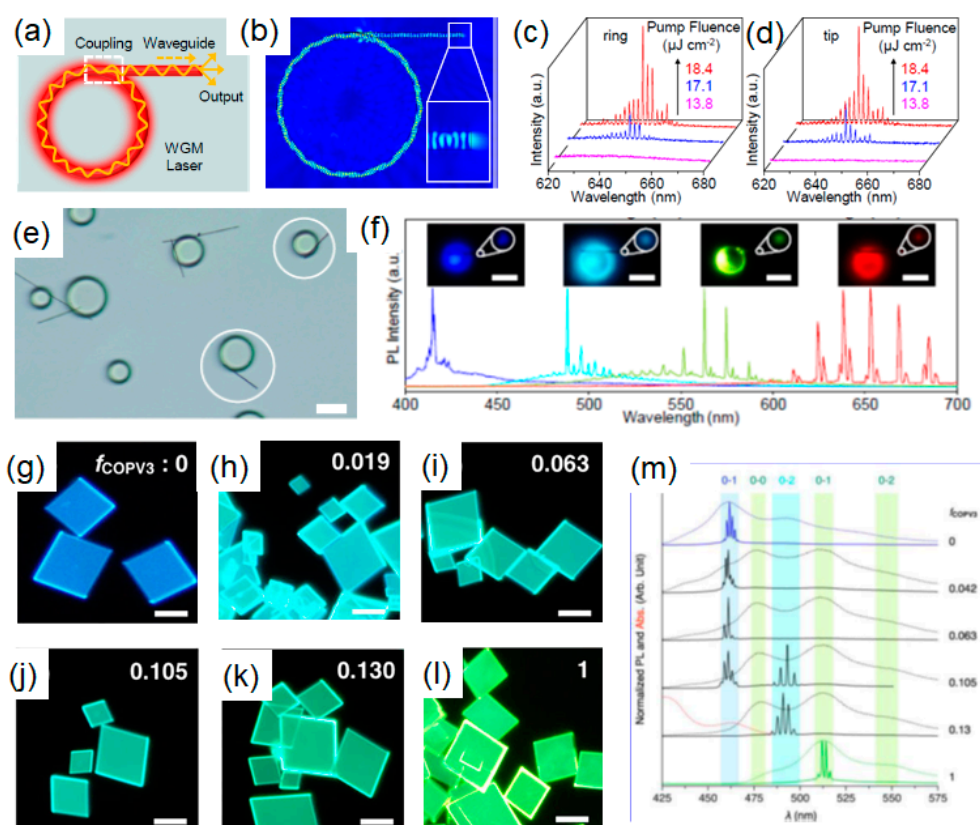 (a)
Coupling Waveguide
Output
WGM
Laser
(b)
(c)
ring
Pump Fluence
(μJ cm-2)
18.4
17.1
13.8
Intensity (a.u.)
620 640 660 680
Wavelength (nm)
(d)
tip
Pump Fluence
(μJ cm-2)
18.4
17.1
13.8
Intensity (a.u.)
620 640 660 680
Wavelength (nm)
(e)
(f)
PL Intensity (a.u.
400 450 500 550 600 650 700
Wavelength (nm)
(g)
fCOPV3 : 0
(h)
0.019
(i)
0.063
(j)
0.105
(k)
0.130
(l)
1
(m)
0-1 0-0 0-2 0-1 0-2
fCOPV3
0
0.042
0.063
0.105
0.13
1
Normalized PL and Abs. (Arb. Unit)
425 450 475 500 525 550 575
λ (nm)